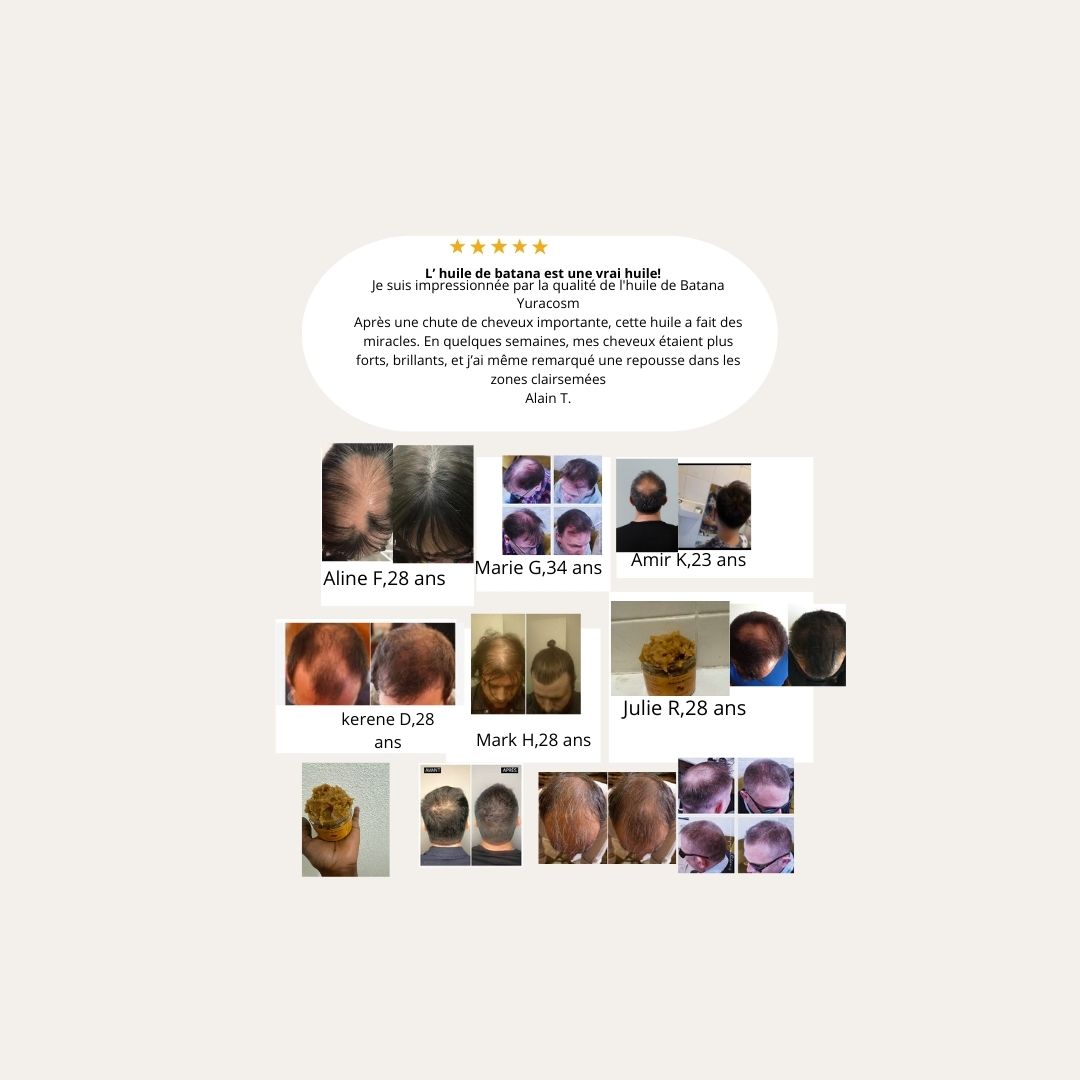 L’ huile de batana est une vrai huile!
Je suis impressionnée par la qualité de l'huile de Batana
Yuracosm
Après une chute de cheveux importante, cette huile a fait des
miracles. En quelques semaines, mes cheveux étaient plus
forts, brillants, et j’ai même remarqué une repousse dans les
zones clairsemées
Alain T.
Aline F,28 ans
Marie G,34 ans
Amir K,23 ans
kerene D,28
ans
Mark H,28 ans
Julie R,28 ans
AVANT
APRÈS